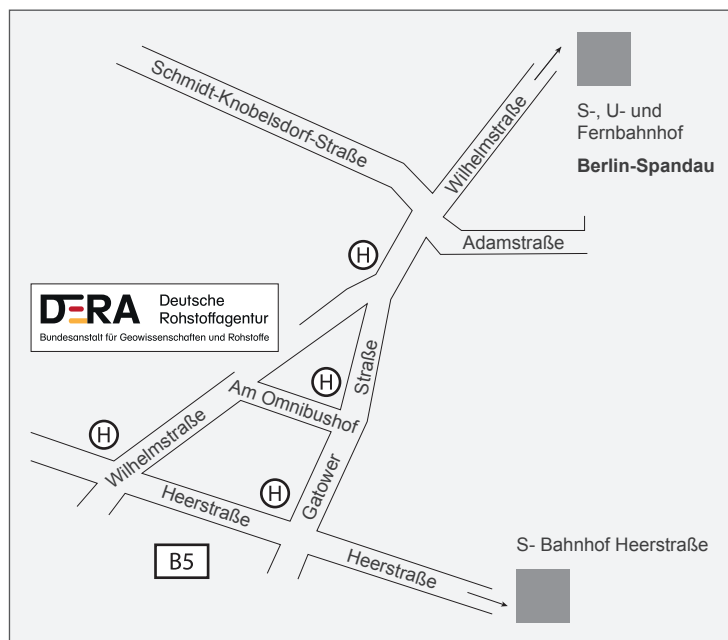 Schmidt-Knobelsdorf-Straße
Wilhelmstraße
S-, U- und
Fernbahnhof
Berlin-Spandau
Adamstraße
H
DERA Deutsche
Rohstoffagentur
Bundesanstalt für Geowissenschaften und Rohstoffe
Straße
H
Am Omnibushof
H
Wilhelmstraße
H
Gatower
Heerstraße
B5
Heerstraße
S- Bahnhof Heerstraße